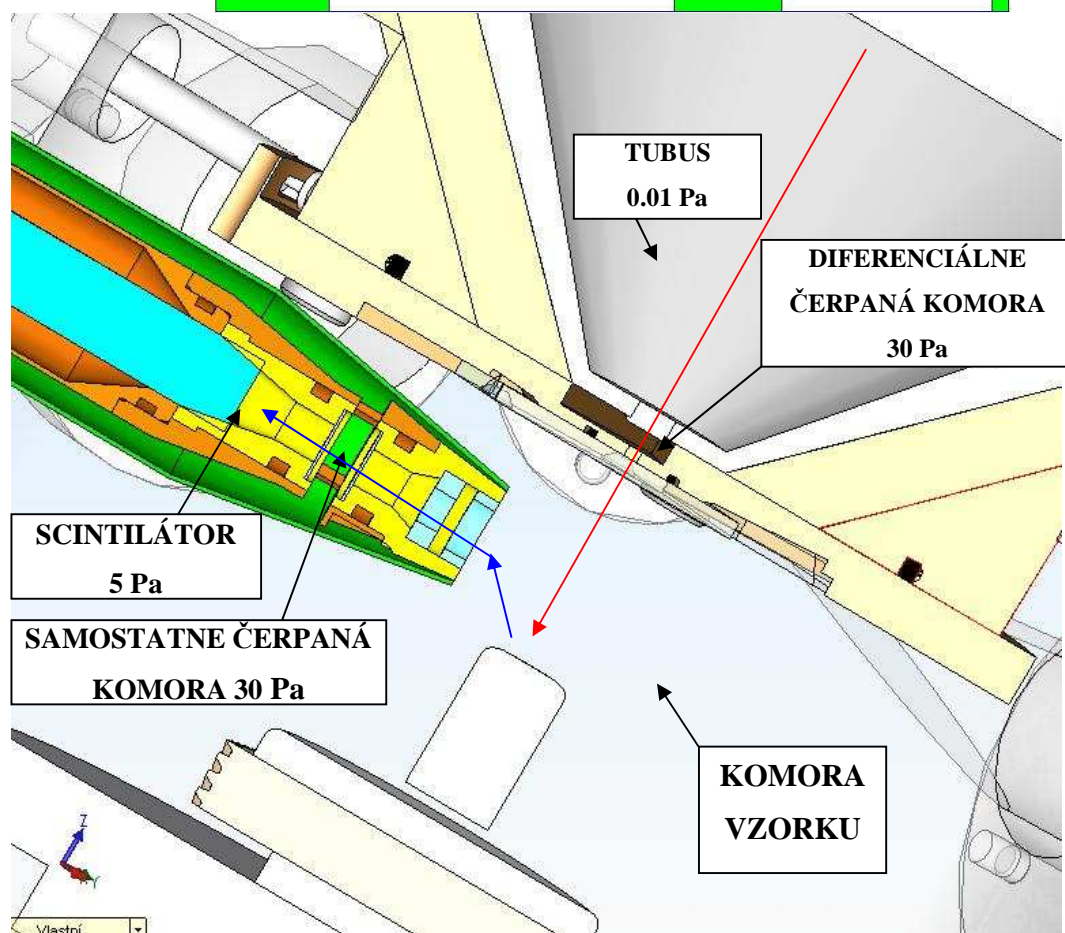 TUBUS
0.01 Pa
DIFERENCIÁLNE
ČERPANÁ KOMORA
30 Pa
SCINTILÁTOR
5 Pa
SAMOSTATNE ČERPANÁ
KOMORA 30 Pa
KOMORA
VZORKU
Z
Y
Vlastní